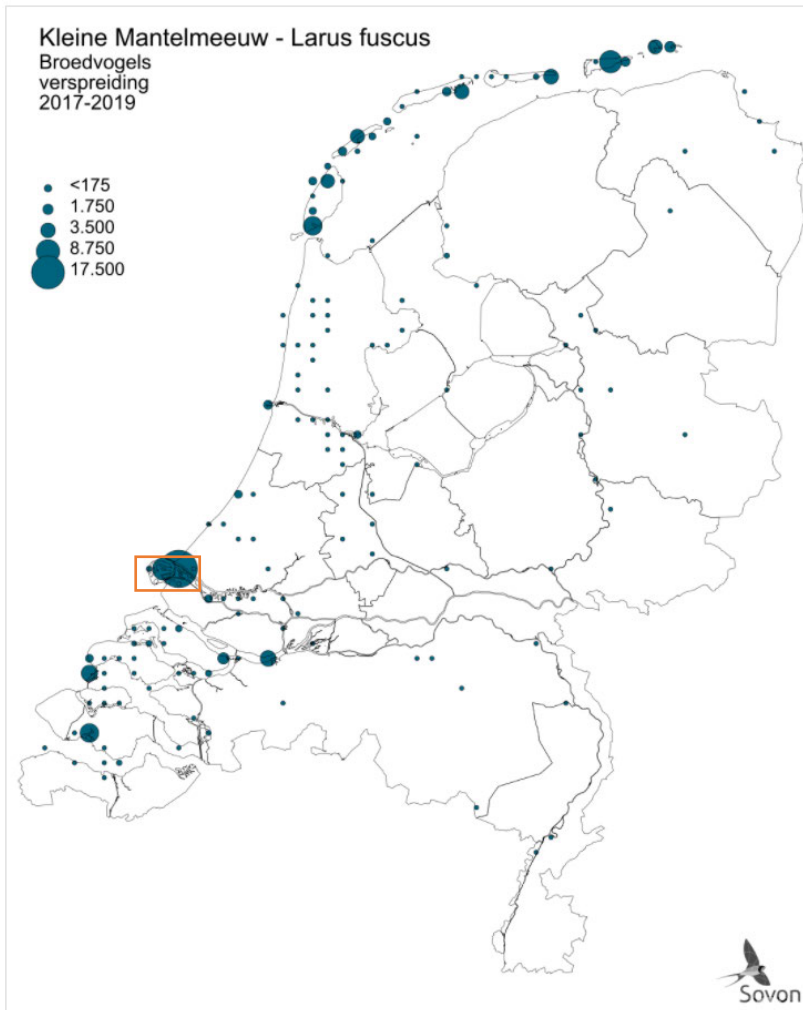 Kleine Mantelmeeuw - Larus fuscus
Broedvogels
verspreiding
2017-2019
<175
1.750
3.500
8.750
17.500
Sovon